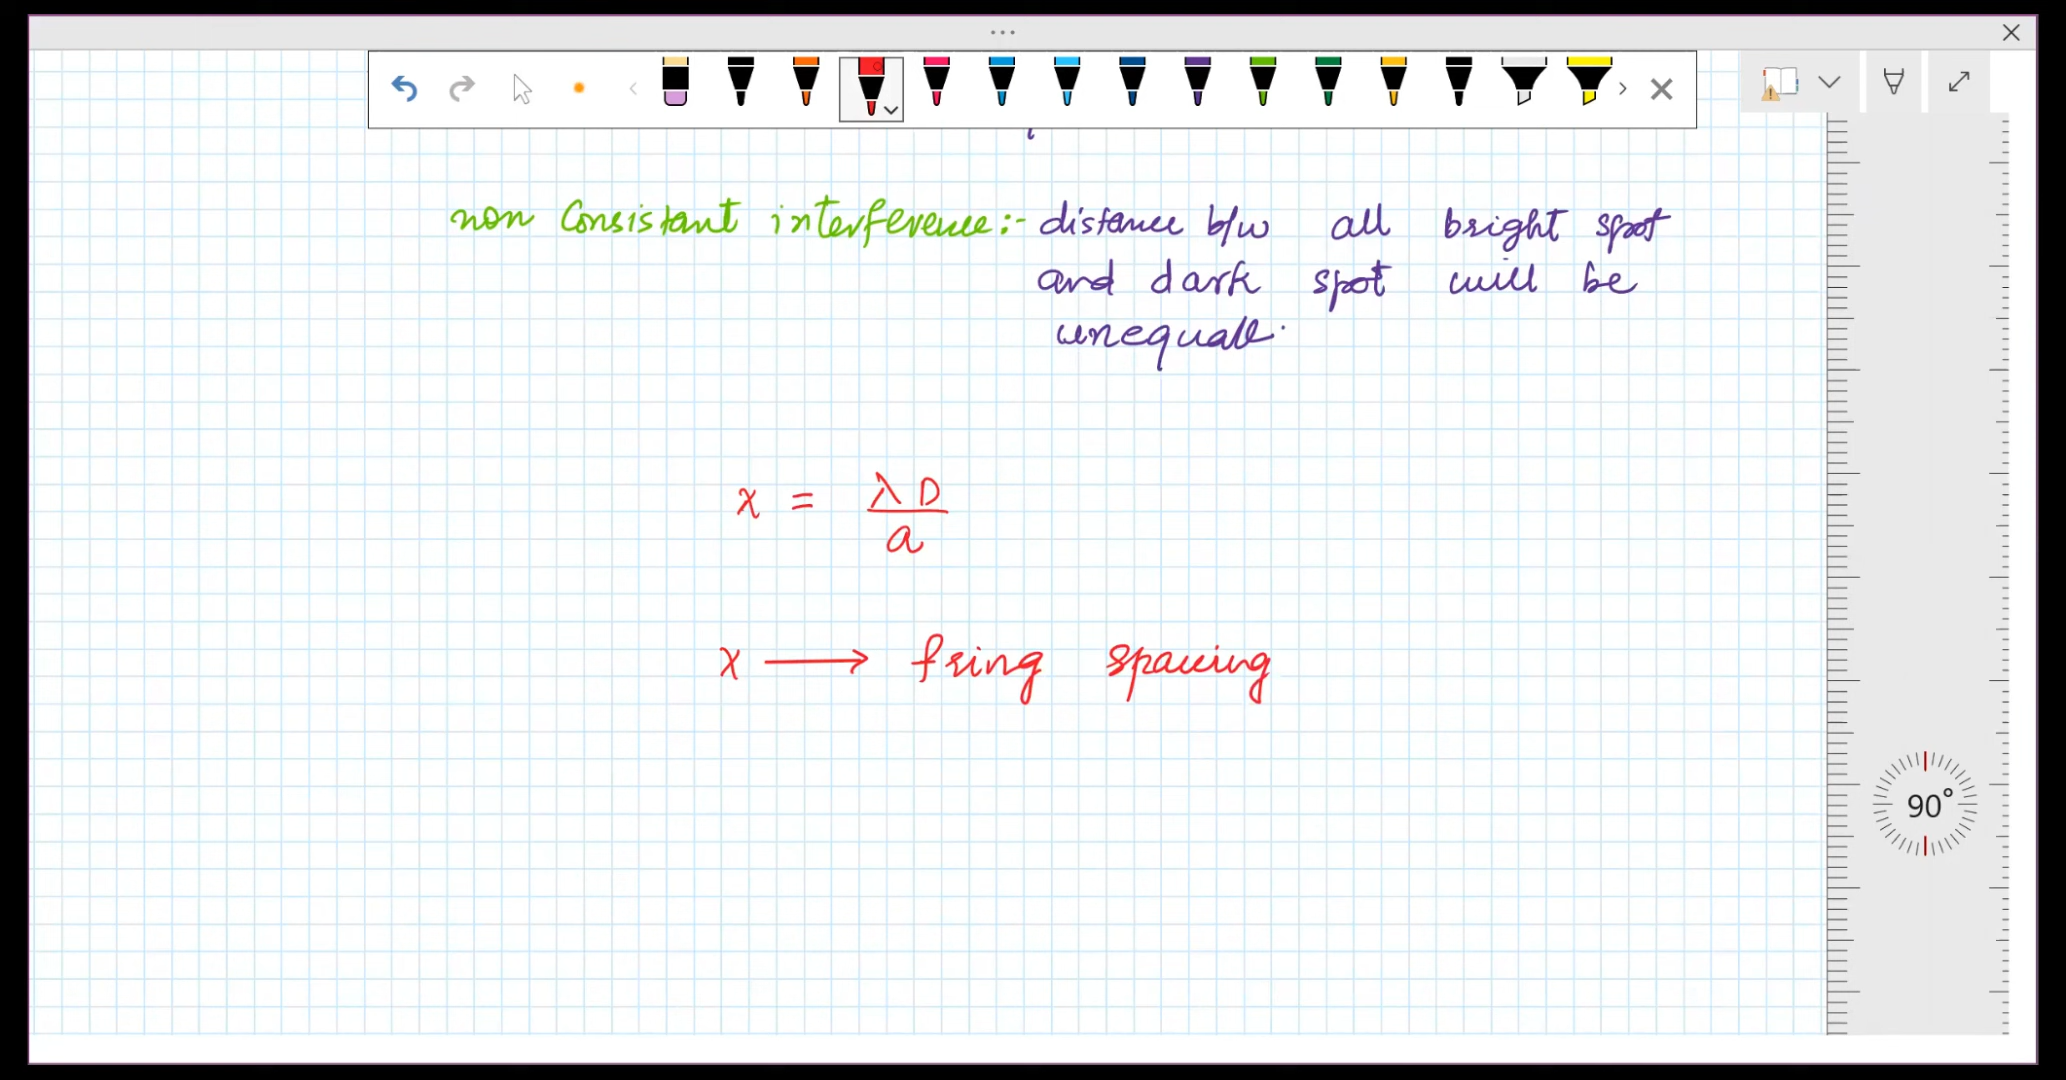 non Consistant interference:- distance b/w all bright spot
and dark spot will be
unequall.
x = λD/a
x → fring spacing
90°